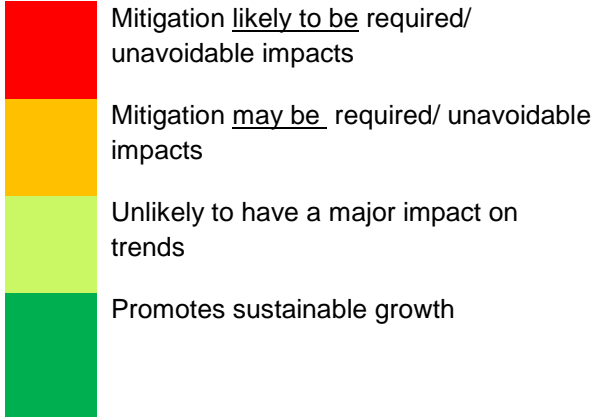 Mitigation likely to be required/
unavoidable impacts
Mitigation may be  required/ unavoidable
impacts
Unlikely to have a major impact on
trends
Promotes sustainable growth